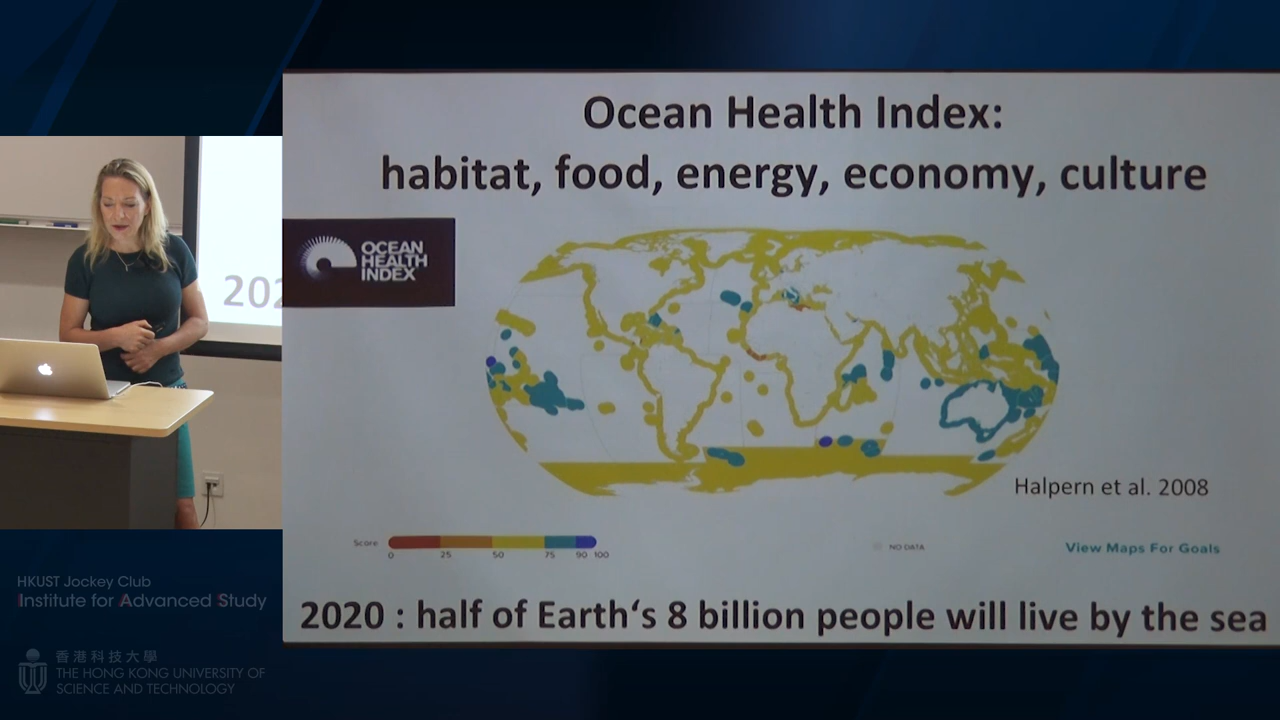 Ocean Health Index:
habitat, food, energy, economy, culture
OCEAN
HEALTH
INDEX
202
Halpern et al. 2008
Score
0 25 50 75 90 100
NO DATA
View Maps For Goals
2020 : half of Earth‘s 8 billion people will live by the sea
HKUST Jockey Club
Institute for Advanced Study
香港科技大學
THE HONG KONG UNIVERSITY OF
SCIENCE AND TECHNOLOGY